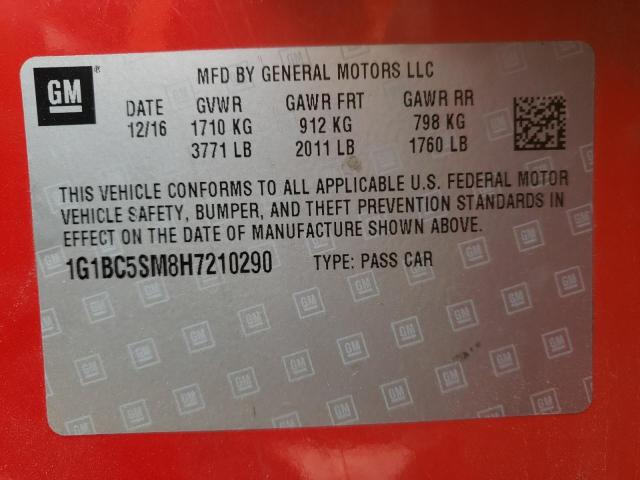 GM ® MFD BY GENERAL MOTORS LLC
DATE GVWR GAWR FRT GAWR RR
12/16 1710 KG 912 KG 798 KG
3771 LB 2011 LB 1760 LB
THIS VEHICLE CONFORMS TO ALL APPLICABLE U.S. FEDERAL MOTOR
VEHICLE SAFETY, BUMPER, AND THEFT PREVENTION STANDARDS IN
EFFECT ON THE DATE OF MANUFACTURE SHOWN ABOVE.
1G1BC5SM8H7210290 TYPE: PASS CAR